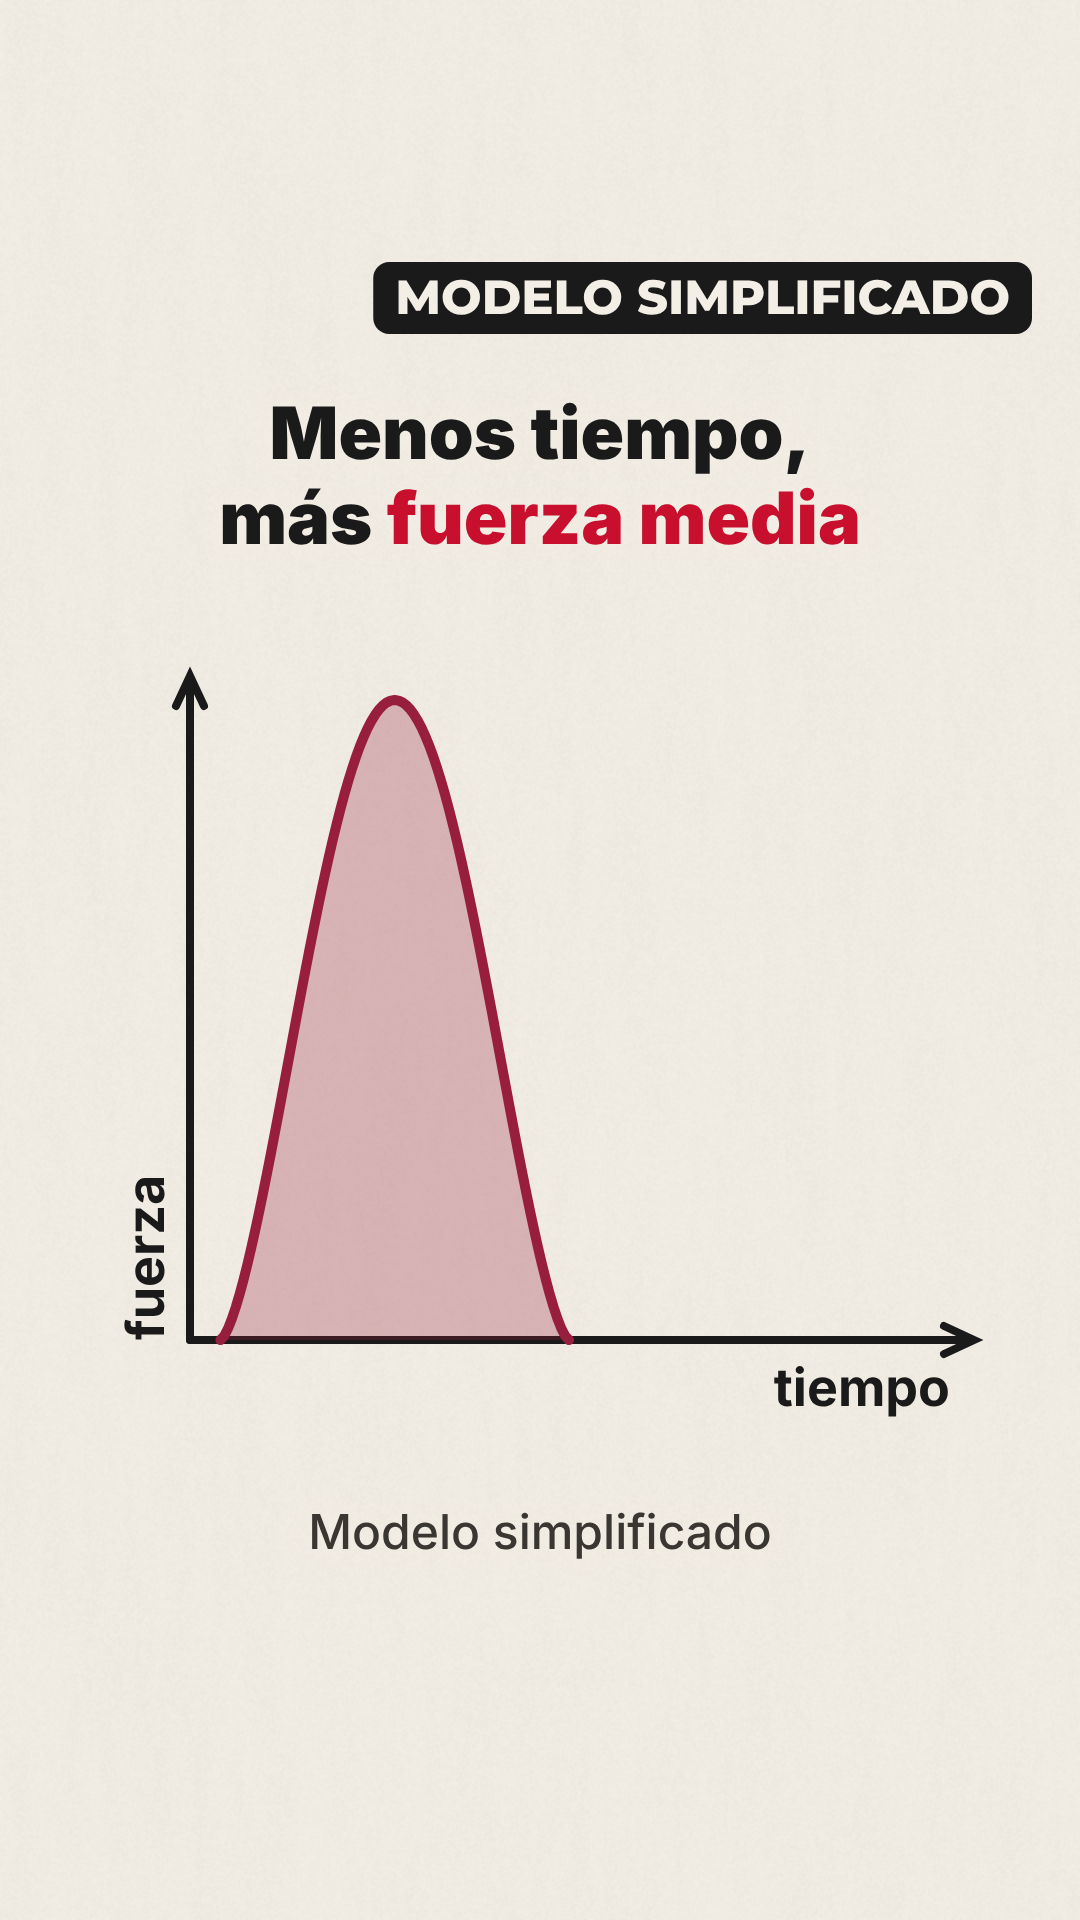 MODELO SIMPLIFICADO
Menos tiempo,
más fuerza media
fuerza
tiempo
Modelo simplificado